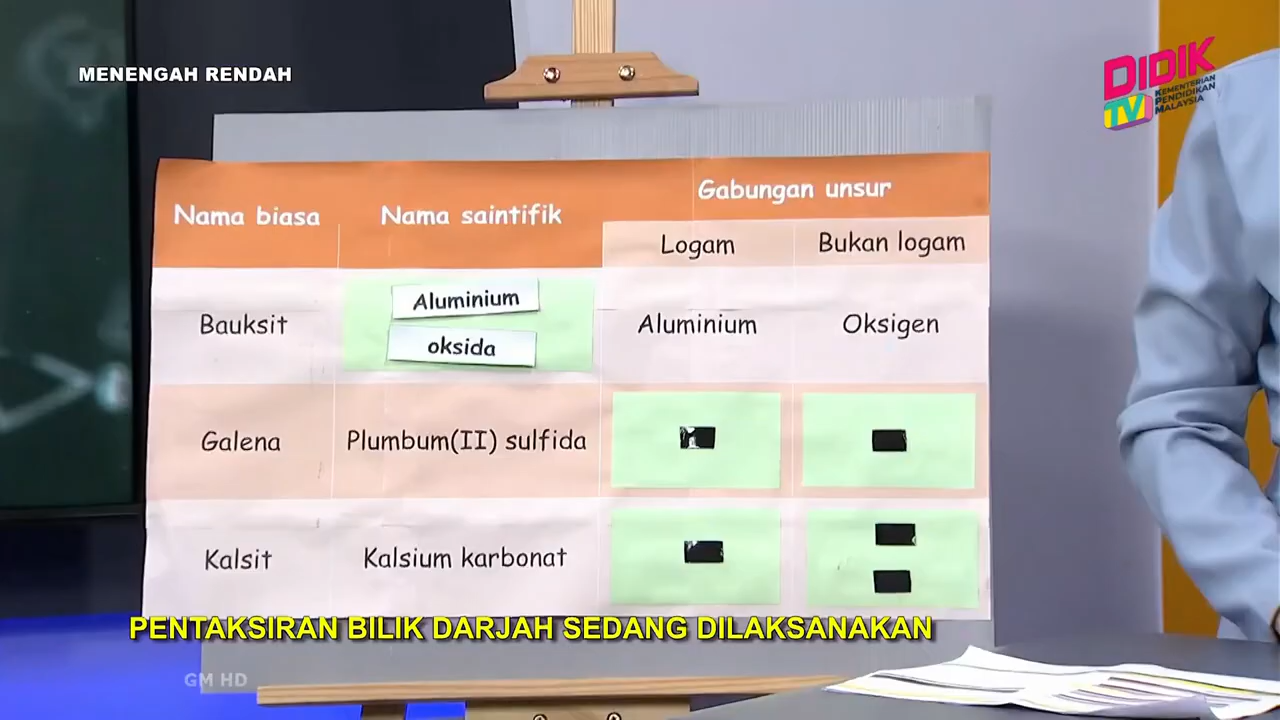 MENENGAH RENDAH
DIDIK
TV
KEMENTERIAN
PENDIDIKAN
MALAYSIA
Nama biasa
Nama saintifik
Gabungan unsur
Logam
Bukan logam
Bauksit
Aluminium
oksida
Aluminium
Oksigen
Galena
Plumbum(II) sulfida
Kalsit
Kalsium karbonat
PENTAKSIRAN BILIK DARJAH SEDANG DILAKSANAKAN
GM HD